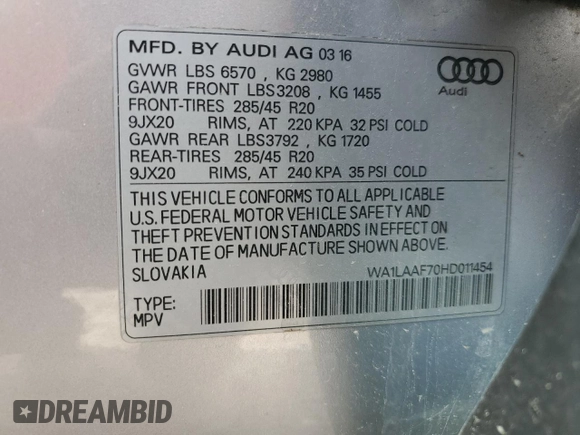 MFD. BY AUDI AG 03 16
GVWR LBS 6570 , KG 2980
GAWR FRONT LBS3208 , KG 1455
FRONT-TIRES 285/45 R20
9JX20 RIMS, AT 220 KPA 32 PSI COLD
GAWR REAR LBS3792 , KG 1720
REAR-TIRES 285/45 R20
9JX20 RIMS, AT 240 KPA 35 PSI COLD
Audi
THIS VEHICLE CONFORMS TO ALL APPLICABLE
U.S. FEDERAL MOTOR VEHICLE SAFETY AND
THEFT PREVENTION STANDARDS IN EFFECT ON
THE DATE OF MANUFACTURE SHOWN ABOVE.
SLOVAKIA
WA1LAAF70HD011454
TYPE:
MPV
DREAMBID